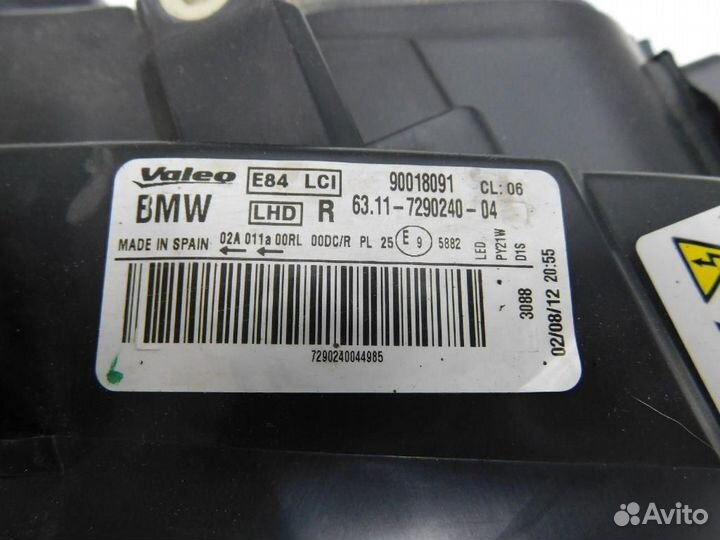 Valeo E84 LCI 90018091 CL: 06
BMW LHD R 63.11-7290240-04
MADE IN SPAIN 02A 011a 00RL 00DC/R PL 25 E 9 5882
LED
PY21W
D1S
3088
02/08/12 20:55
7290240044985
Avito